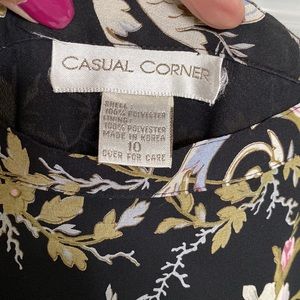 CASUAL CORNER
SHELL:
100% POLYESTER
LINING:
100% POLYESTER
MADE IN KOREA
10
OVER FOR CARE